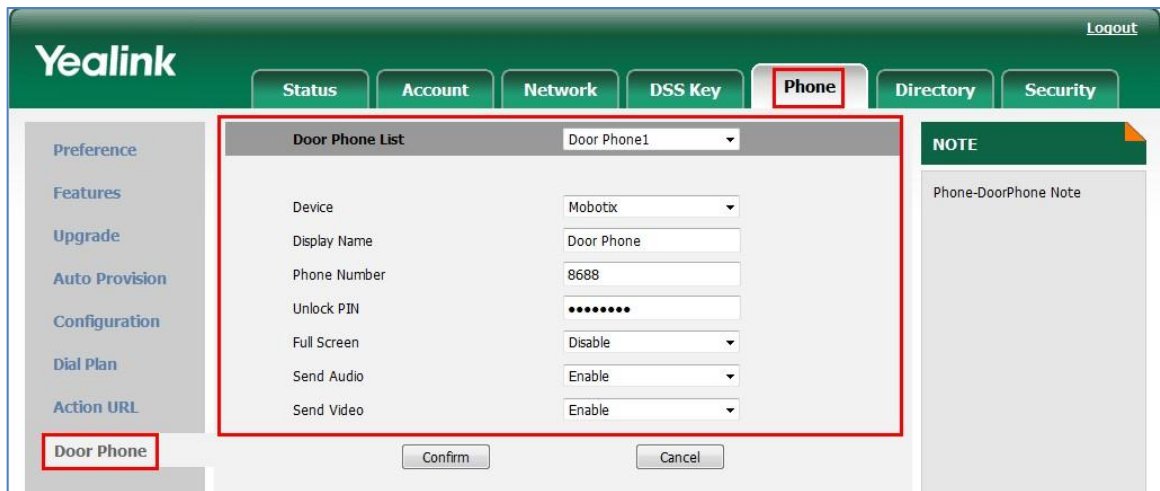 Logout
Yealink
Status Account Network DSS Key Phone Directory Security
Preference
Features
Upgrade
Auto Provision
Configuration
Dial Plan
Action URL
Door Phone
Door Phone List Door Phone1
Device Mobotix
Display Name Door Phone
Phone Number 8688
Unlock PIN ••••••••
Full Screen Disable
Send Audio Enable
Send Video Enable
Confirm Cancel
NOTE
Phone-DoorPhone Note